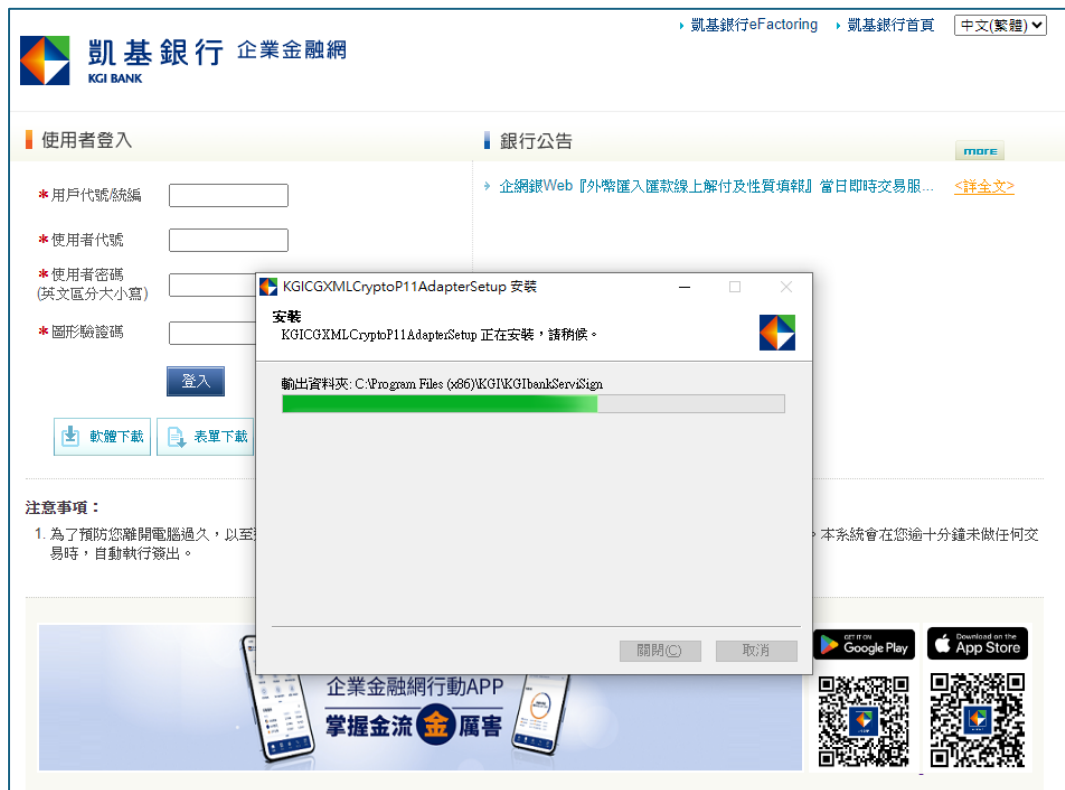 凱基銀行eFactoring
凱基銀行首頁
中文(繁體)
凱基銀行 企業金融網
KGI BANK
使用者登入
銀行公告
more
企網銀Web『外幣匯入匯款線上解付及性質填報』當日即時交易服...
<詳全文>
*用戶代號/統編
*使用者代號
*使用者密碼
(英文區分大小寫)
*圖形驗證碼
登入
軟體下載
表單下載
KGICGXMLCryptoP11AdapterSetup 安裝
安裝
KGICGXMLCryptoP11AdapterSetup 正在安裝，請稍候。
輸出資料夾: C:\Program Files (x86)\KGI\KGIbankServiSign
關閉(C)
取消
注意事項：
1. 為了預防您離開電腦過久，以至
。本系統會在您逾十分鐘未做任何交
易時，自動執行簽出。
企業金融網行動APP
掌握金流 金 厲害
GET IT ON
Google Play
Download on the
App Store